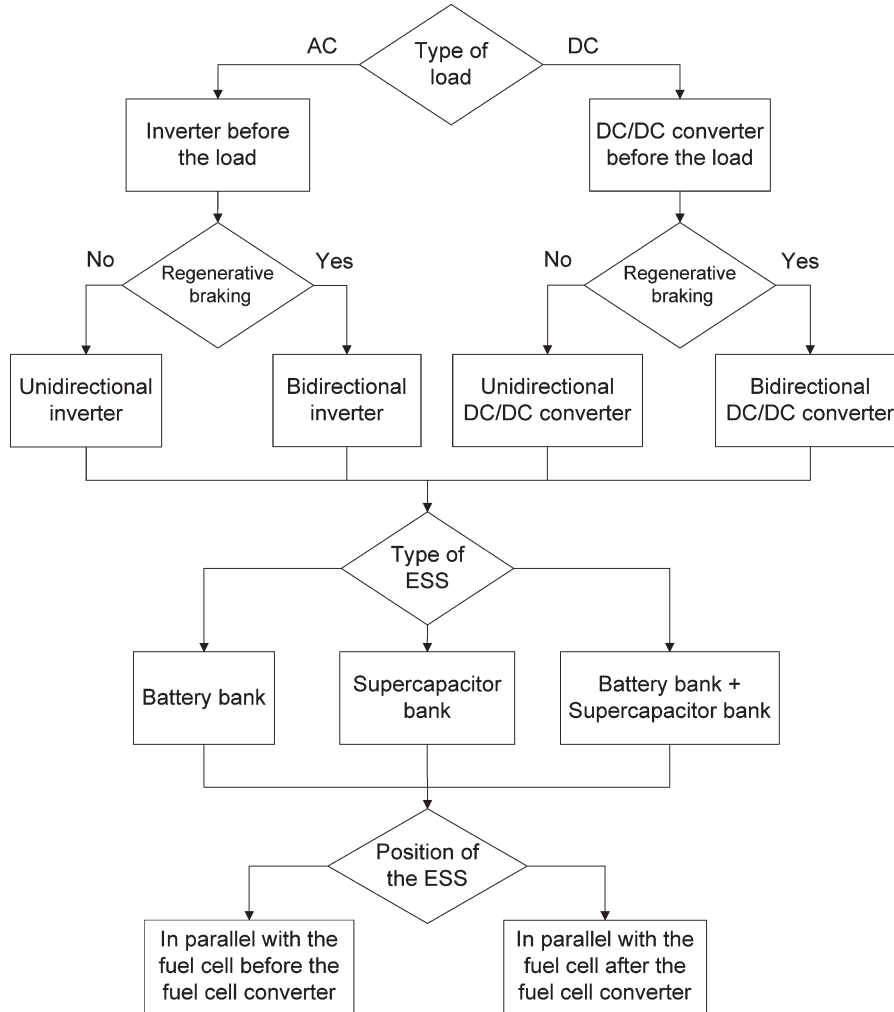 AC
Type of
load
DC
Inverter before
the load
DC/DC converter
before the load
No
Regenerative
braking
Yes
No
Regenerative
braking
Yes
Unidirectional
inverter
Bidirectional
inverter
Unidirectional
DC/DC converter
Bidirectional
DC/DC converter
Type of
ESS
Battery bank
Supercapacitor
bank
Battery bank +
Supercapacitor bank
Position of
the ESS
In parallel with the
fuel cell before the
fuel cell converter
In parallel with the
fuel cell after the
fuel cell converter